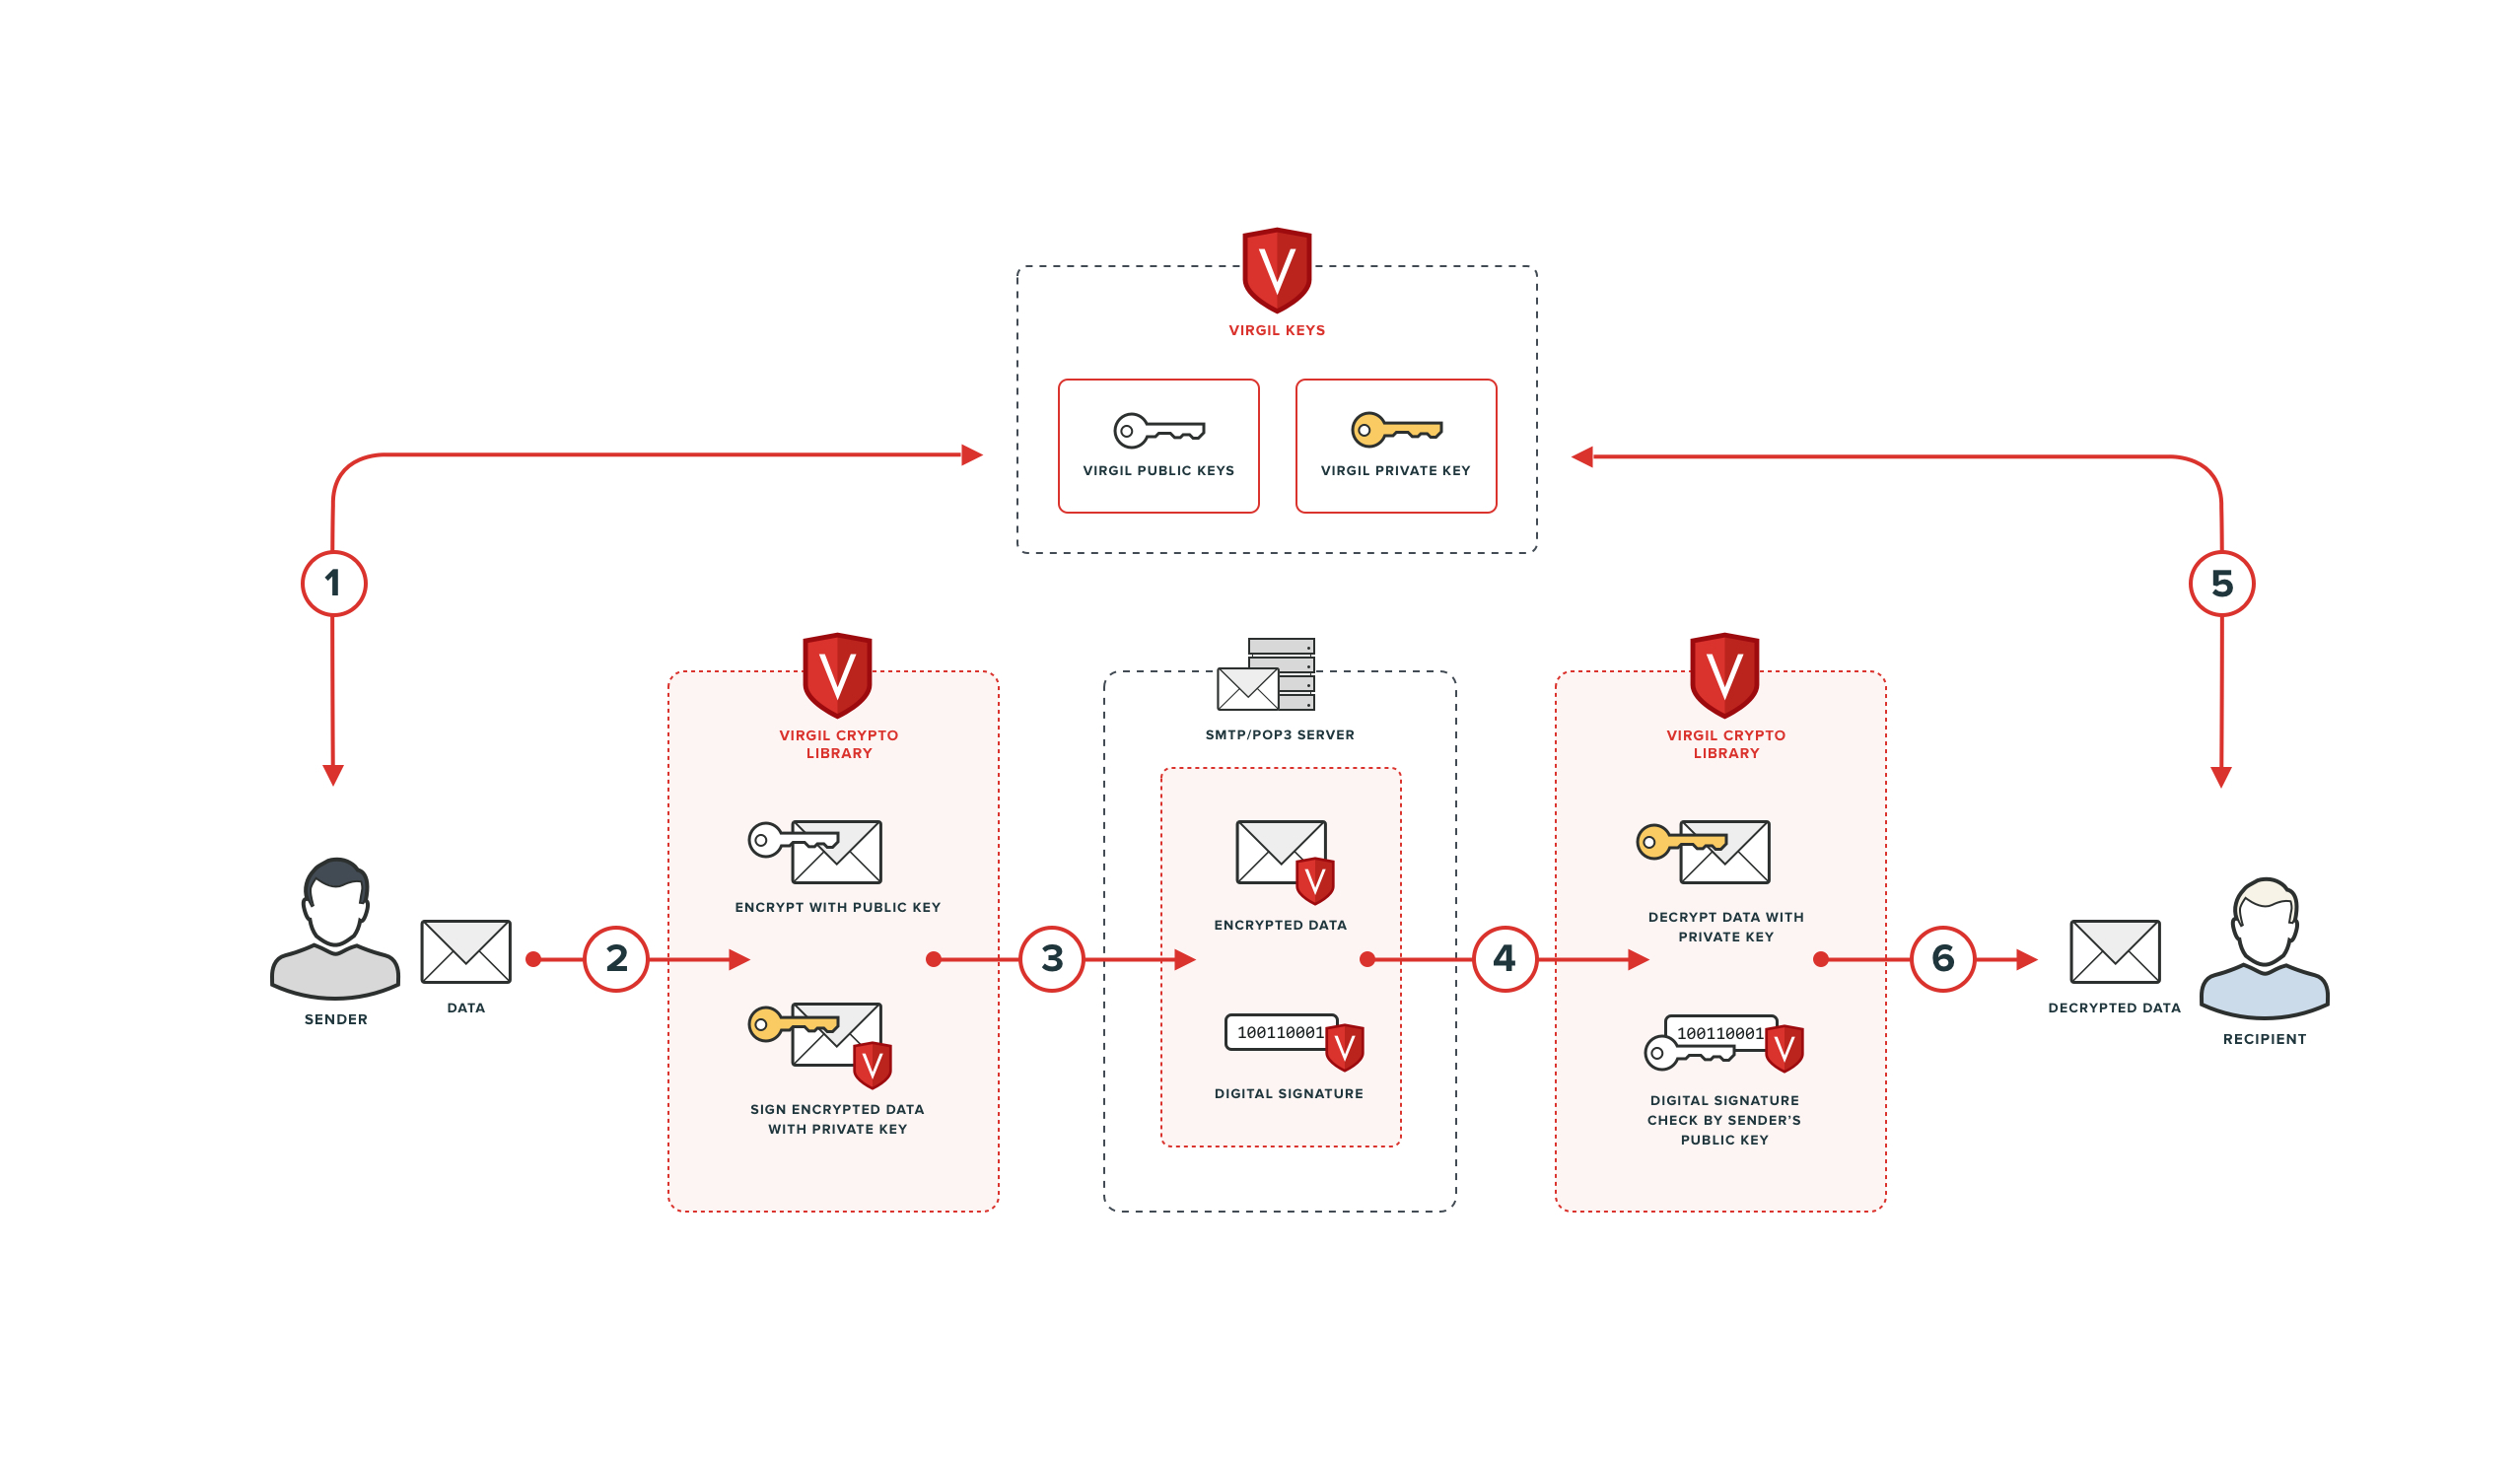 V
VIRGIL KEYS
VIRGIL PUBLIC KEYS
VIRGIL PRIVATE KEY
1
5
V
VIRGIL CRYPTO
LIBRARY
ENCRYPT WITH PUBLIC KEY
V
SIGN ENCRYPTED DATA
WITH PRIVATE KEY
SMTP/POP3 SERVER
V
ENCRYPTED DATA
100110001
V
DIGITAL SIGNATURE
V
VIRGIL CRYPTO
LIBRARY
DECRYPT DATA WITH
PRIVATE KEY
100110001
V
DIGITAL SIGNATURE
CHECK BY SENDER'S
PUBLIC KEY
SENDER
DATA
2
3
4
6
DECRYPTED DATA
RECIPIENT